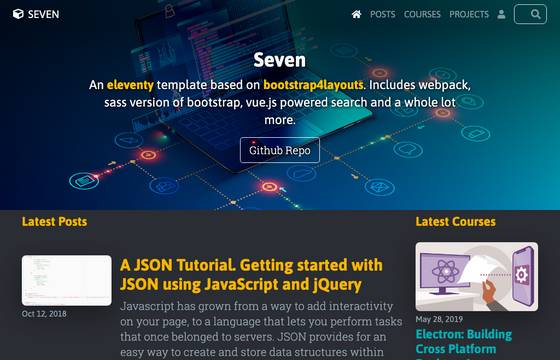 SEVEN
POSTS COURSES PROJECTS
Seven
An eleventy template based on bootstrap4layouts. Includes webpack,
sass version of bootstrap, vue.js powered search and a whole lot
more.
Github Repo
Latest Posts
Latest Courses
Oct 12, 2018
A JSON Tutorial. Getting started with
JSON using JavaScript and jQuery
Javascript has grown from a way to add interactivity
on your page, to a language that lets you perform tasks
that once belonged to servers. JSON provides for an
easy way to create and store data structures within
May 28, 2019
Electron: Building
Cross Platform